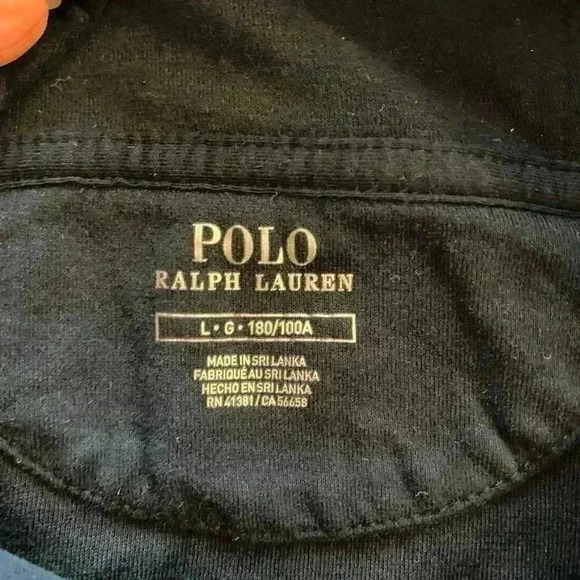 POLO
RALPH LAUREN
L • G • 180/100A
MADE IN SRI LANKA
FABRIQUÉ AU SRI LANKA
HECHO EN SRI LANKA
RN 41381 / CA 56658